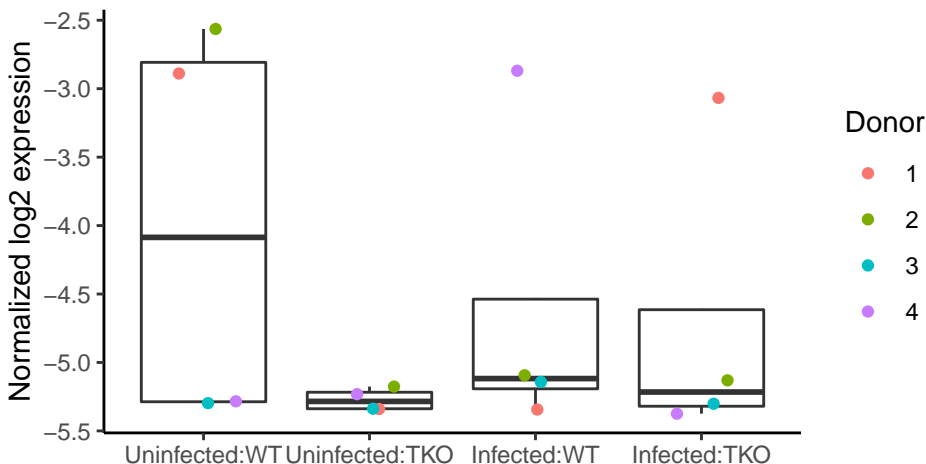 Normalized log2 expression
−2.5
−3.0
−3.5
−4.0
−4.5
−5.0
−5.5
Uninfected:WT
Uninfected:TKO
Infected:WT
Infected:TKO
Donor
1
2
3
4